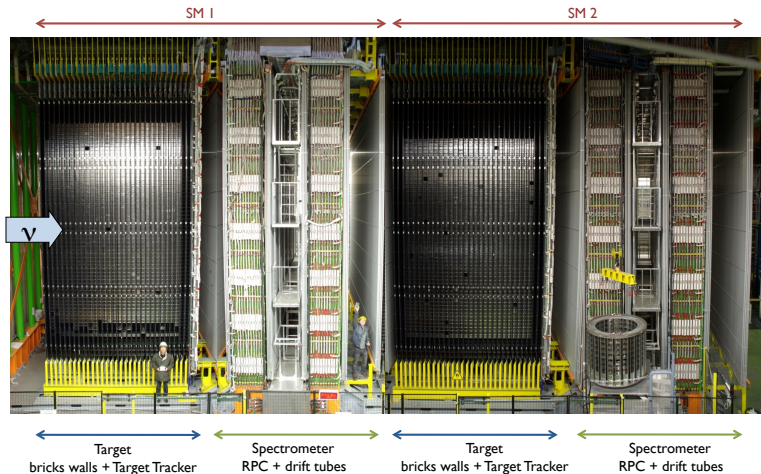 SM 1
SM 2
ν
Target
bricks walls + Target Tracker
Spectrometer
RPC + drift tubes
Target
bricks walls + Target Tracker
Spectrometer
RPC + drift tubes